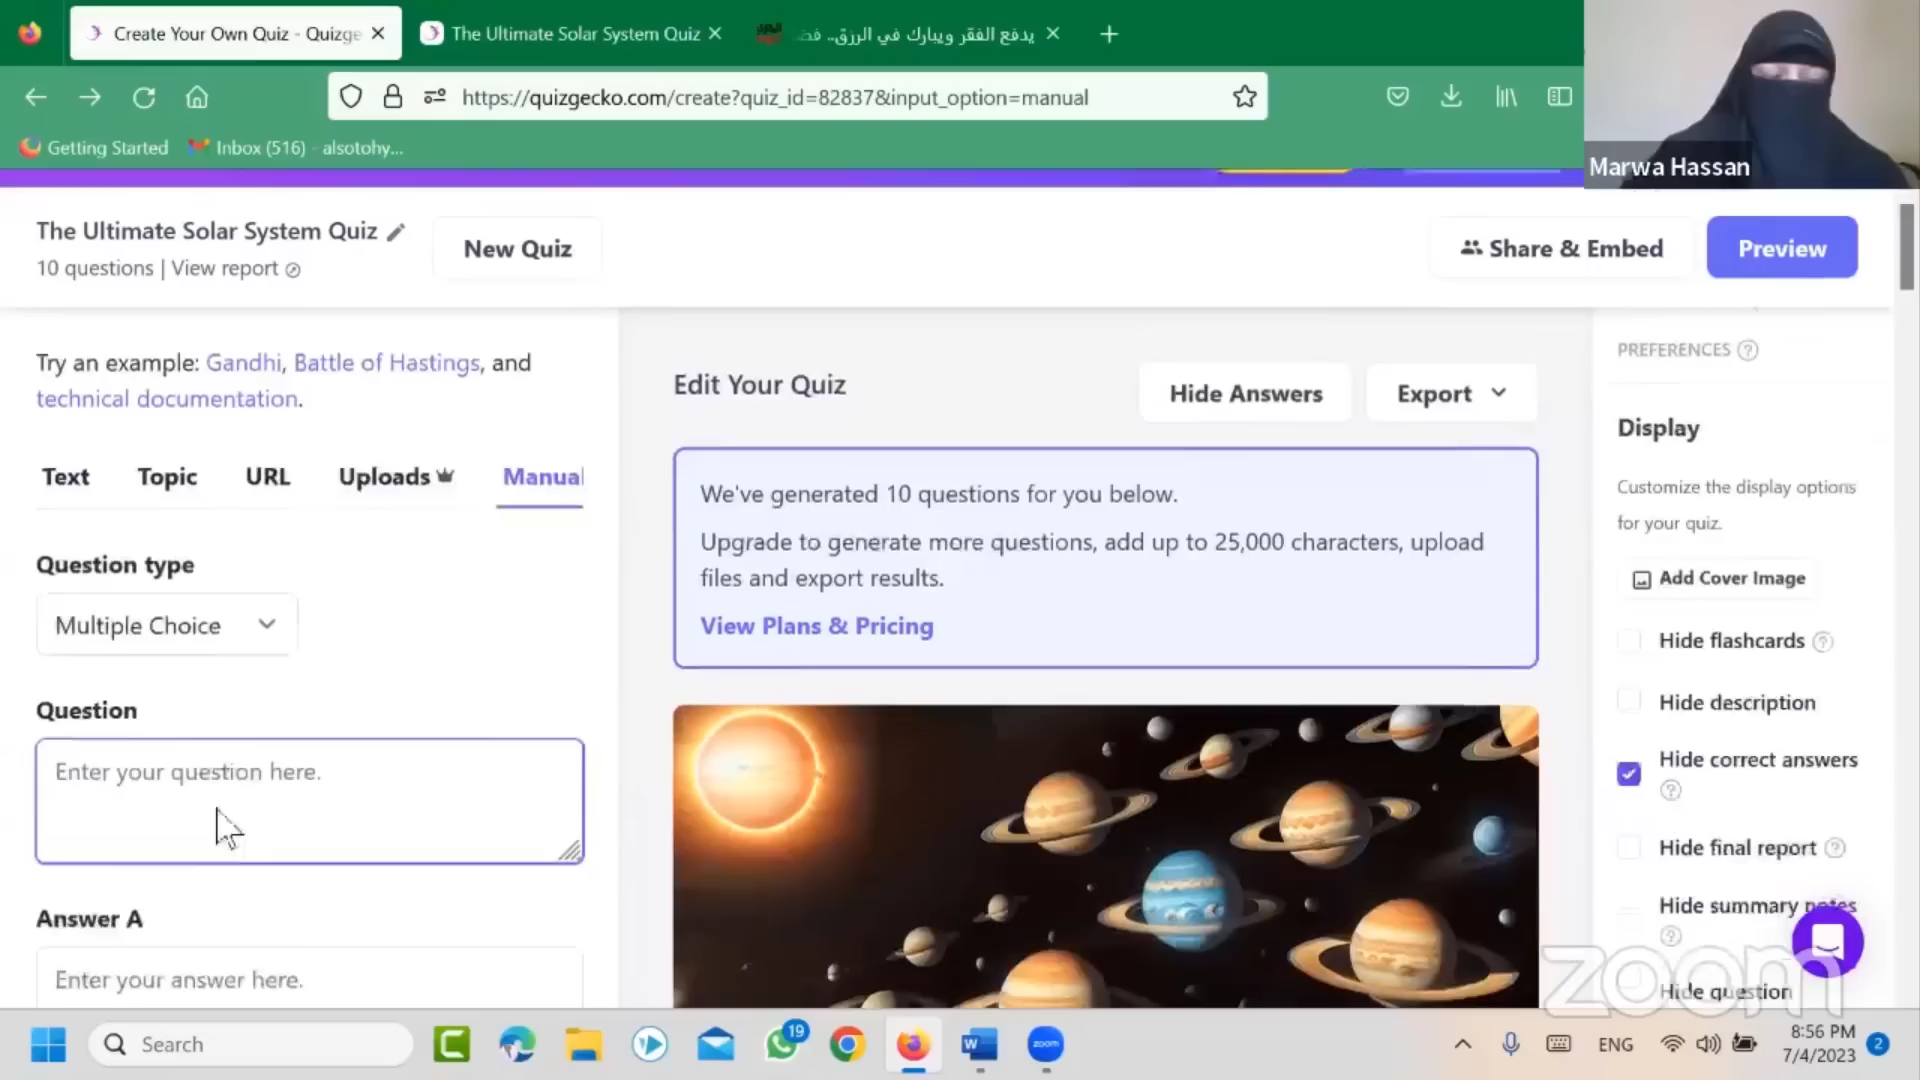 Create Your Own Quiz - Quizge
The Ultimate Solar System Quiz
يدفع الفقر ويبارك في الرزق.. فضـ
https://quizgecko.com/create?quiz_id=82837&input_option=manual
Getting Started
Inbox (516) - alsotohy...
Marwa Hassan
The Ultimate Solar System Quiz
10 questions | View report
New Quiz
Share & Embed
Preview
Try an example: Gandhi, Battle of Hastings, and
technical documentation.
Text
Topic
URL
Uploads
Manual
Question type
Multiple Choice
Question
Enter your question here.
Answer A
Enter your answer here.
Edit Your Quiz
Hide Answers
Export
We've generated 10 questions for you below.
Upgrade to generate more questions, add up to 25,000 characters, upload
files and export results.
View Plans & Pricing
PREFERENCES
Display
Customize the display options
for your quiz.
Add Cover Image
Hide flashcards
Hide description
Hide correct answers
Hide final report
Hide summary notes
Hide question
zoom
Search
19
W
zoom
ENG
8:56 PM
7/4/2023
2